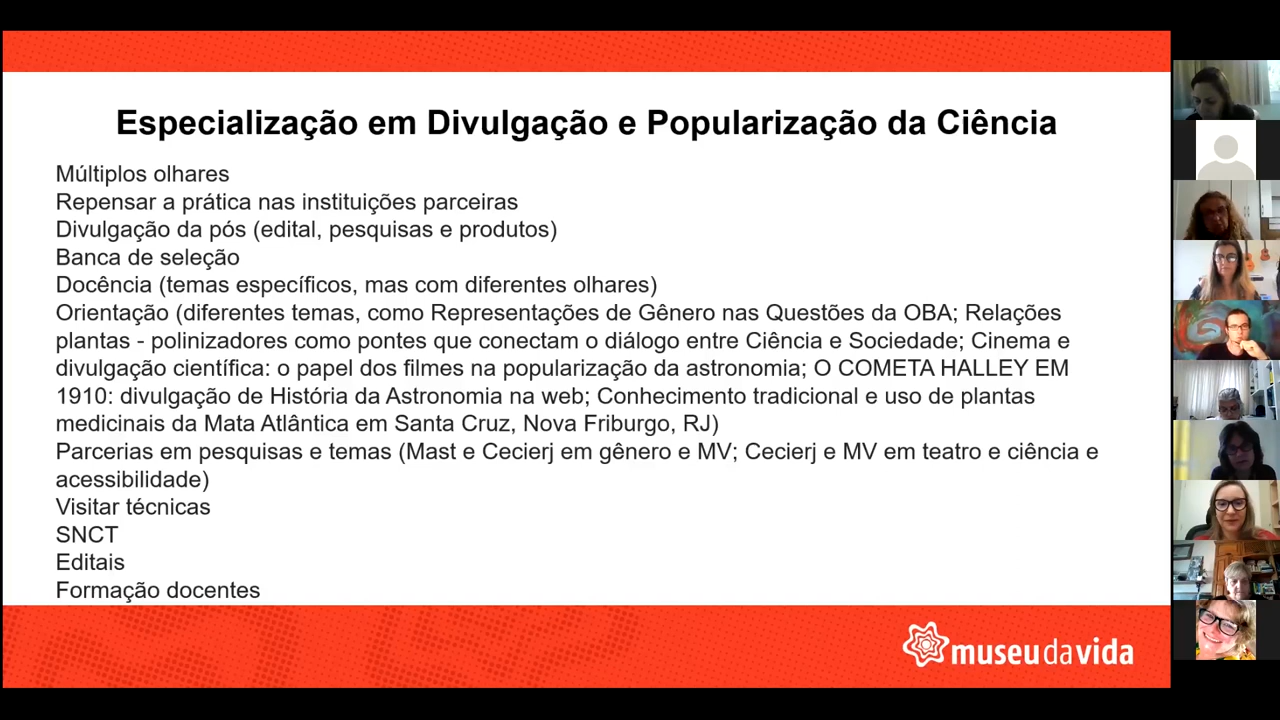 Especialização em Divulgação e Popularização da Ciência
Múltiplos olhares
Repensar a prática nas instituições parceiras
Divulgação da pós (edital, pesquisas e produtos)
Banca de seleção
Docência (temas específicos, mas com diferentes olhares)
Orientação (diferentes temas, como Representações de Gênero nas Questões da OBA; Relações
plantas - polinizadores como pontes que conectam o diálogo entre Ciência e Sociedade; Cinema e
divulgação científica: o papel dos filmes na popularização da astronomia; O COMETA HALLEY EM
1910: divulgação de História da Astronomia na web; Conhecimento tradicional e uso de plantas
medicinais da Mata Atlântica em Santa Cruz, Nova Friburgo, RJ)
Parcerias em pesquisas e temas (Mast e Cecierj em gênero e MV; Cecierj e MV em teatro e ciência e
acessibilidade)
Visitar técnicas
SNCT
Editais
Formação docentes
museudavida